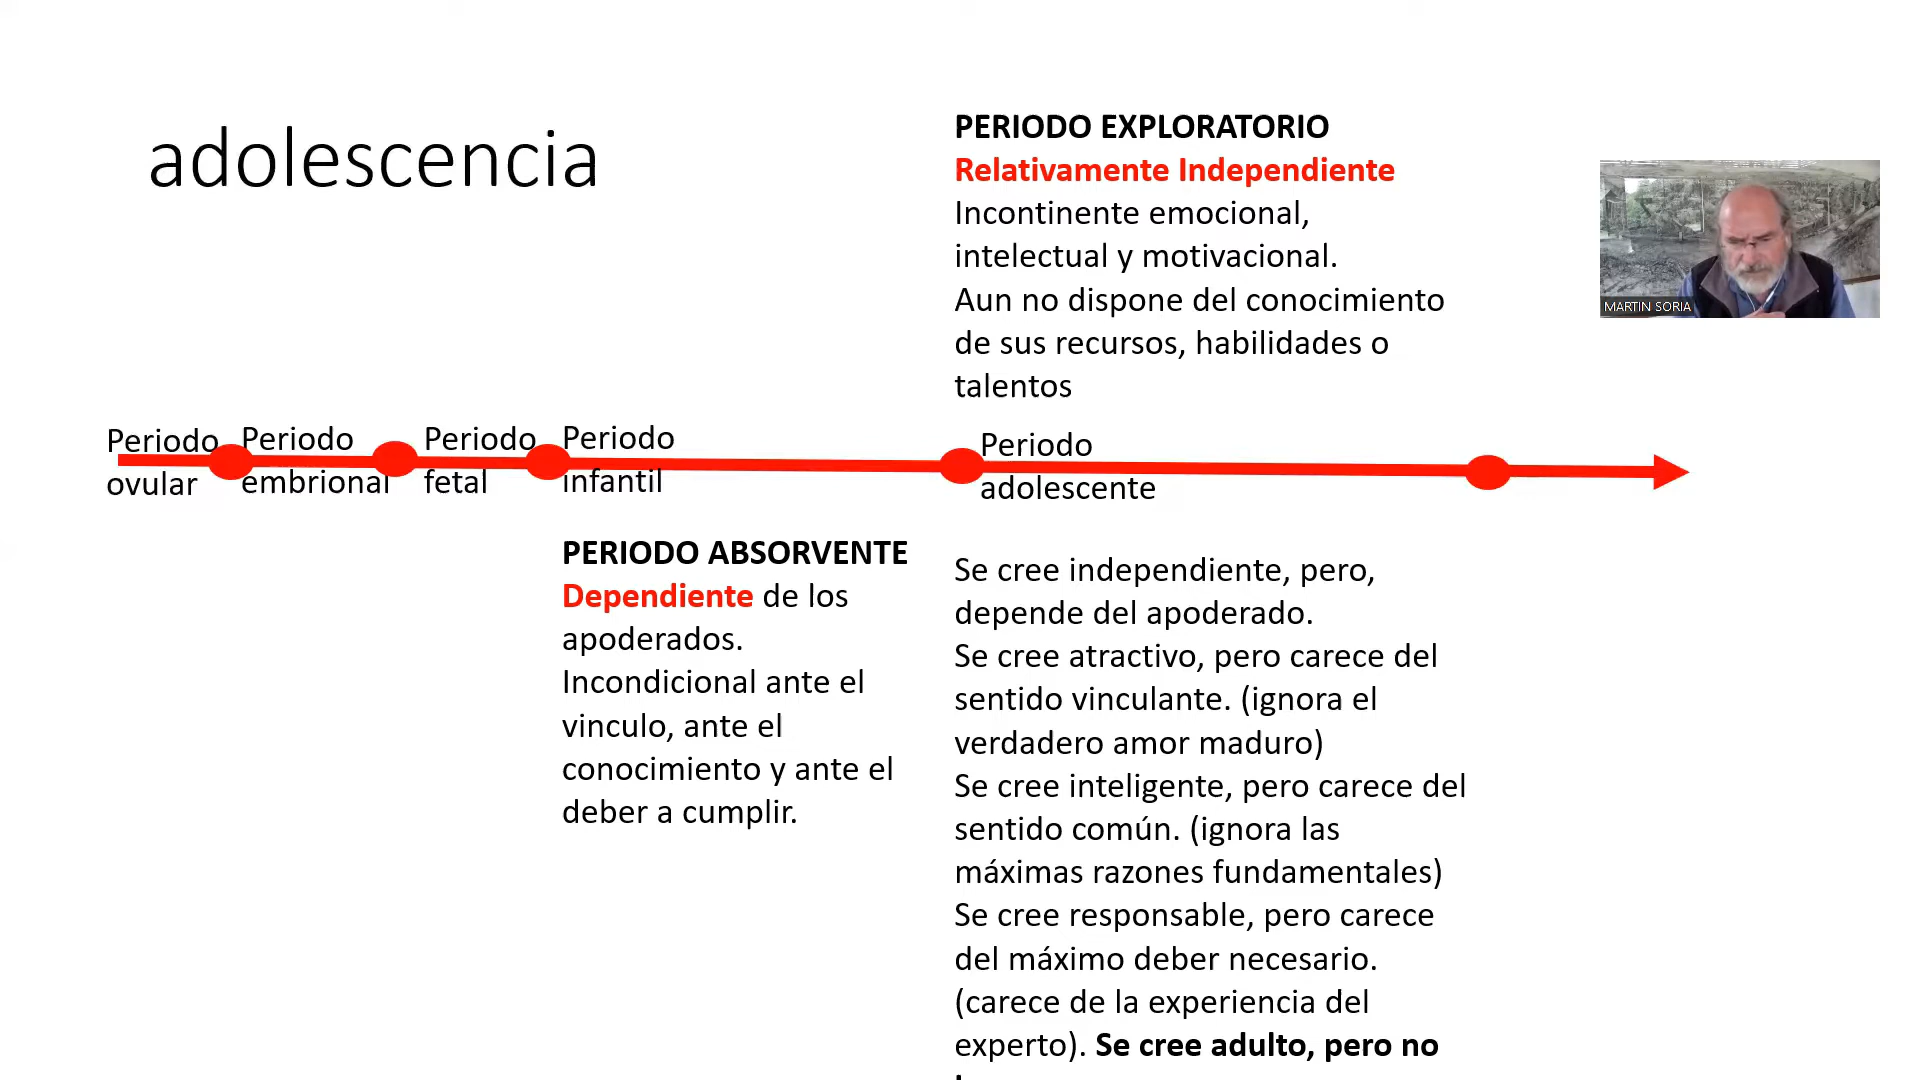 adolescencia
PERIODO EXPLORATORIO
Relativamente Independiente
Incontinente emocional,
intelectual y motivacional.
Aun no dispone del conocimiento
de sus recursos, habilidades o
talentos
MARTIN SORIA
Periodo
ovular
Periodo
embrional
Periodo
fetal
Periodo
infantil
Periodo
adolescente
PERIODO ABSORVENTE
Dependiente de los
apoderados.
Incondicional ante el
vinculo, ante el
conocimiento y ante el
deber a cumplir.
Se cree independiente, pero,
depende del apoderado.
Se cree atractivo, pero carece del
sentido vinculante. (ignora el
verdadero amor maduro)
Se cree inteligente, pero carece del
sentido común. (ignora las
máximas razones fundamentales)
Se cree responsable, pero carece
del máximo deber necesario.
(carece de la experiencia del
experto). Se cree adulto, pero no